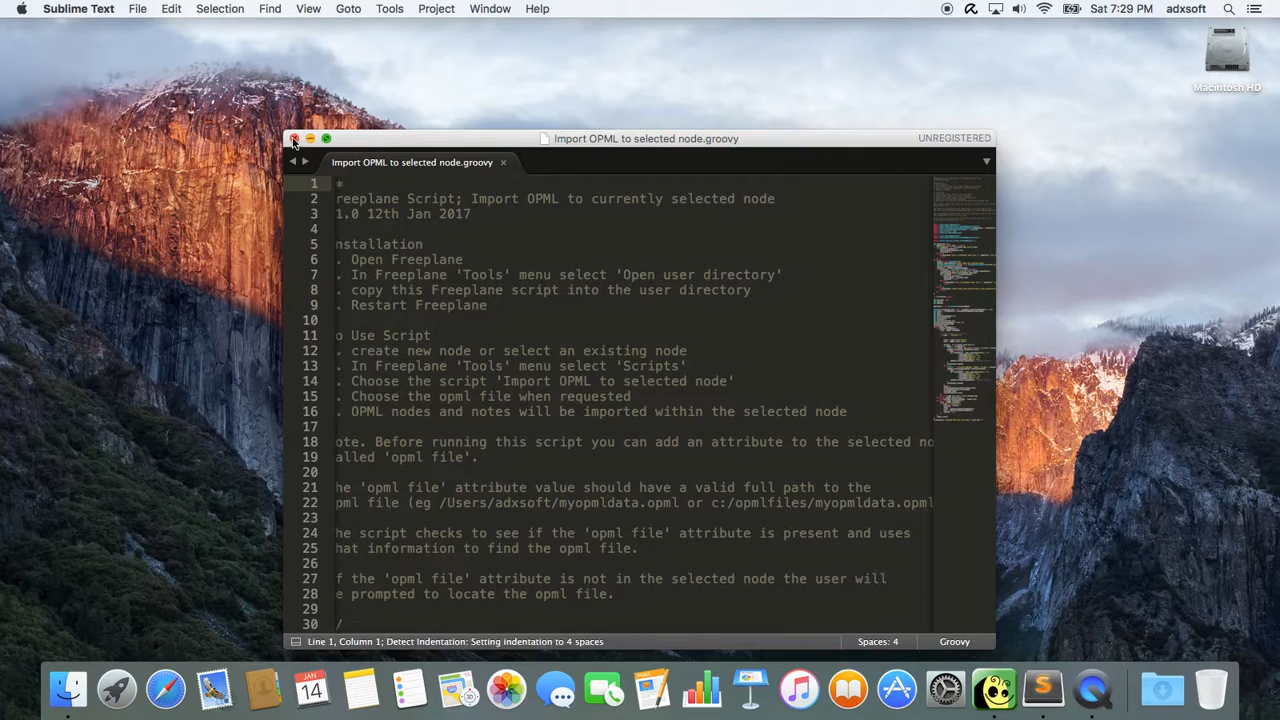 Sublime Text File Edit Selection Find View Goto Tools Project Window Help Sat 7:29 PM adxsoft
Macintosh HD
Import OPML to selected node.groovy UNREGISTERED
Import OPML to selected node.groovy ×
1 *
2 reeplane Script; Import OPML to currently selected node
3 1.0 12th Jan 2017
4
5 nstallation
6 . Open Freeplane
7 . In Freeplane 'Tools' menu select 'Open user directory'
8 . copy this Freeplane script into the user directory
9 . Restart Freeplane
10
11 o Use Script
12 . create new node or select an existing node
13 . In Freeplane 'Tools' menu select 'Scripts'
14 . Choose the script 'Import OPML to selected node'
15 . Choose the opml file when requested
16 . OPML nodes and notes will be imported within the selected node
17
18 ote. Before running this script you can add an attribute to the selected no
19 alled 'opml file'.
20
21 he 'opml file' attribute value should have a valid full path to the
22 pml file (eg /Users/adxsoft/myopmldata.opml or c:/opmlfiles/myopmldata.opml
23
24 he script checks to see if the 'opml file' attribute is present and uses
25 hat information to find the opml file.
26
27 f the 'opml file' attribute is not in the selected node the user will
28 e prompted to locate the opml file.
29
30 /
Line 1, Column 1; Detect Indentation: Setting indentation to 4 spaces Spaces: 4 Groovy
JAN
14